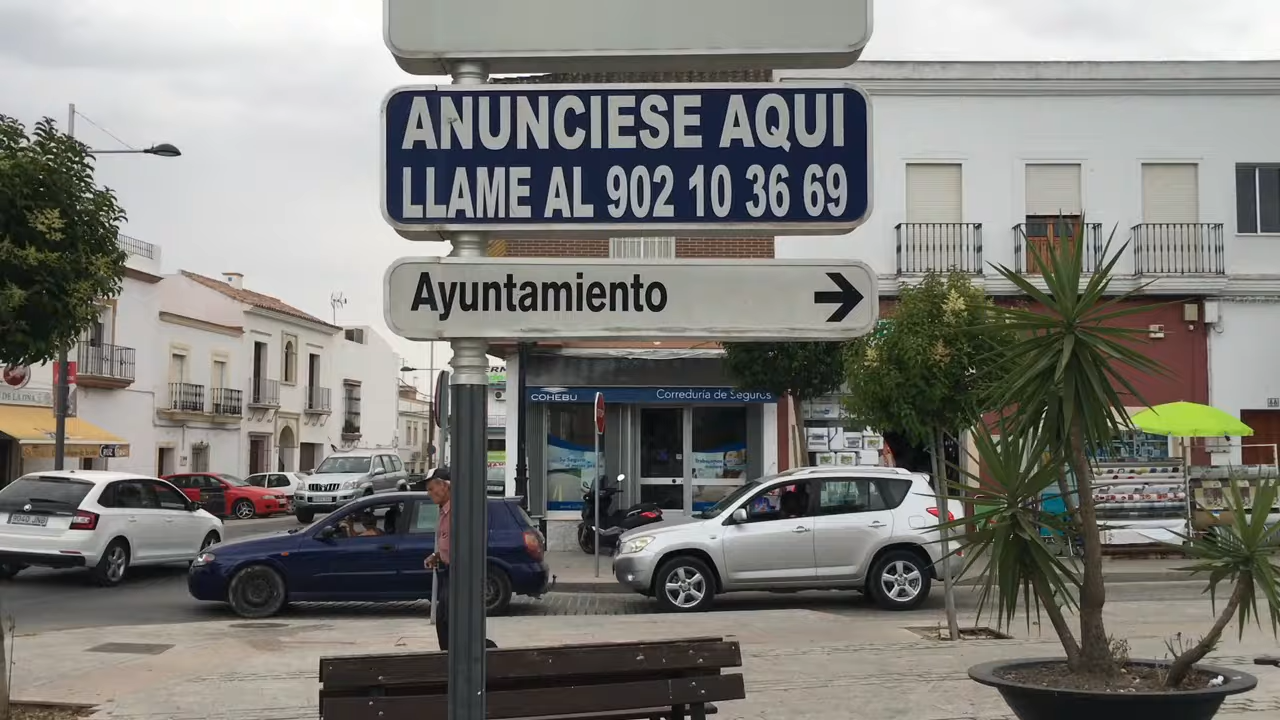 ANUNCIESE AQUI
LLAME AL 902 10 36 69
Ayuntamiento
COHEBU
Correduría de Seguros